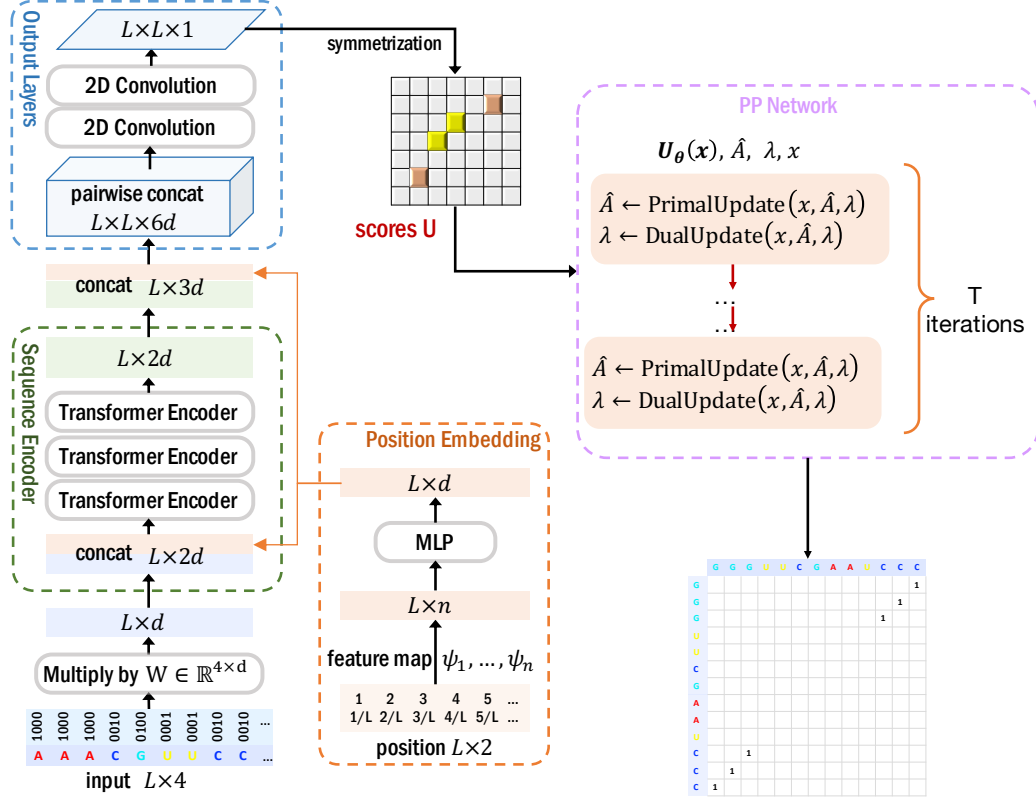 Output Layers
L×L×1
2D Convolution
2D Convolution
pairwise concat
L×L×6d
concat L×3d
Sequence Encoder
L×2d
Transformer Encoder
Transformer Encoder
Transformer Encoder
concat L×2d
L×d
Multiply by W ∈ ℝ^{4×d}
1000 1000 1000 0010 0100 0001 0001 0010 0010 ...
A A A C G U U C C ...
input L×4
symmetrization
scores U
Position Embedding
L×d
MLP
L×n
feature map ψ₁, …, ψₙ
1 2 3 4 5 ...
1/L 2/L 3/L 4/L 5/L ...
position L×2
PP Network
U_θ(x), Â, λ, x
Â ← PrimalUpdate(x, Â, λ)
λ ← DualUpdate(x, Â, λ)
…
…
Â ← PrimalUpdate(x, Â, λ)
λ ← DualUpdate(x, Â, λ)
T
iterations
G G G U U C G A A U C C C
G 1
G 1
G 1
U
U
C
G
A
A
U
C 1
C 1
C 1